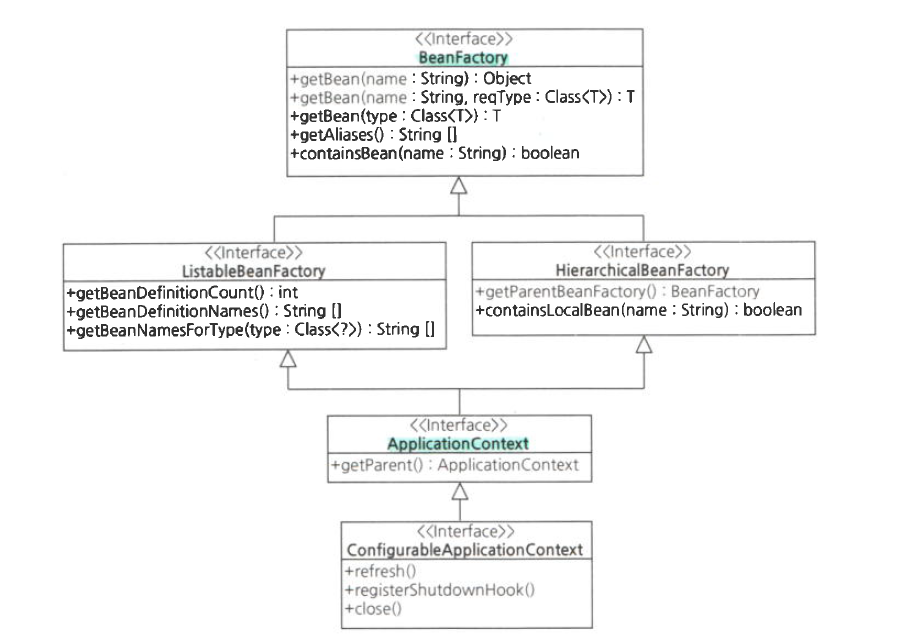 <<Interface>>
BeanFactory
+getBean(name : String) : Object
+getBean(name : String, reqType : Class<T>) : T
+getBean(type : Class<T>) : T
+getAliases() : String []
+containsBean(name : String) : boolean
<<Interface>>
ListableBeanFactory
+getBeanDefinitionCount() : int
+getBeanDefinitionNames() : String []
+getBeanNamesForType(type : Class<?>) : String []
<<Interface>>
HierarchicalBeanFactory
+getParentBeanFactory() : BeanFactory
+containsLocalBean(name : String) : boolean
<<Interface>>
ApplicationContext
+getParent() : ApplicationContext
<<Interface>>
ConfigurableApplicationContext
+refresh()
+registerShutdownHook()
+close()